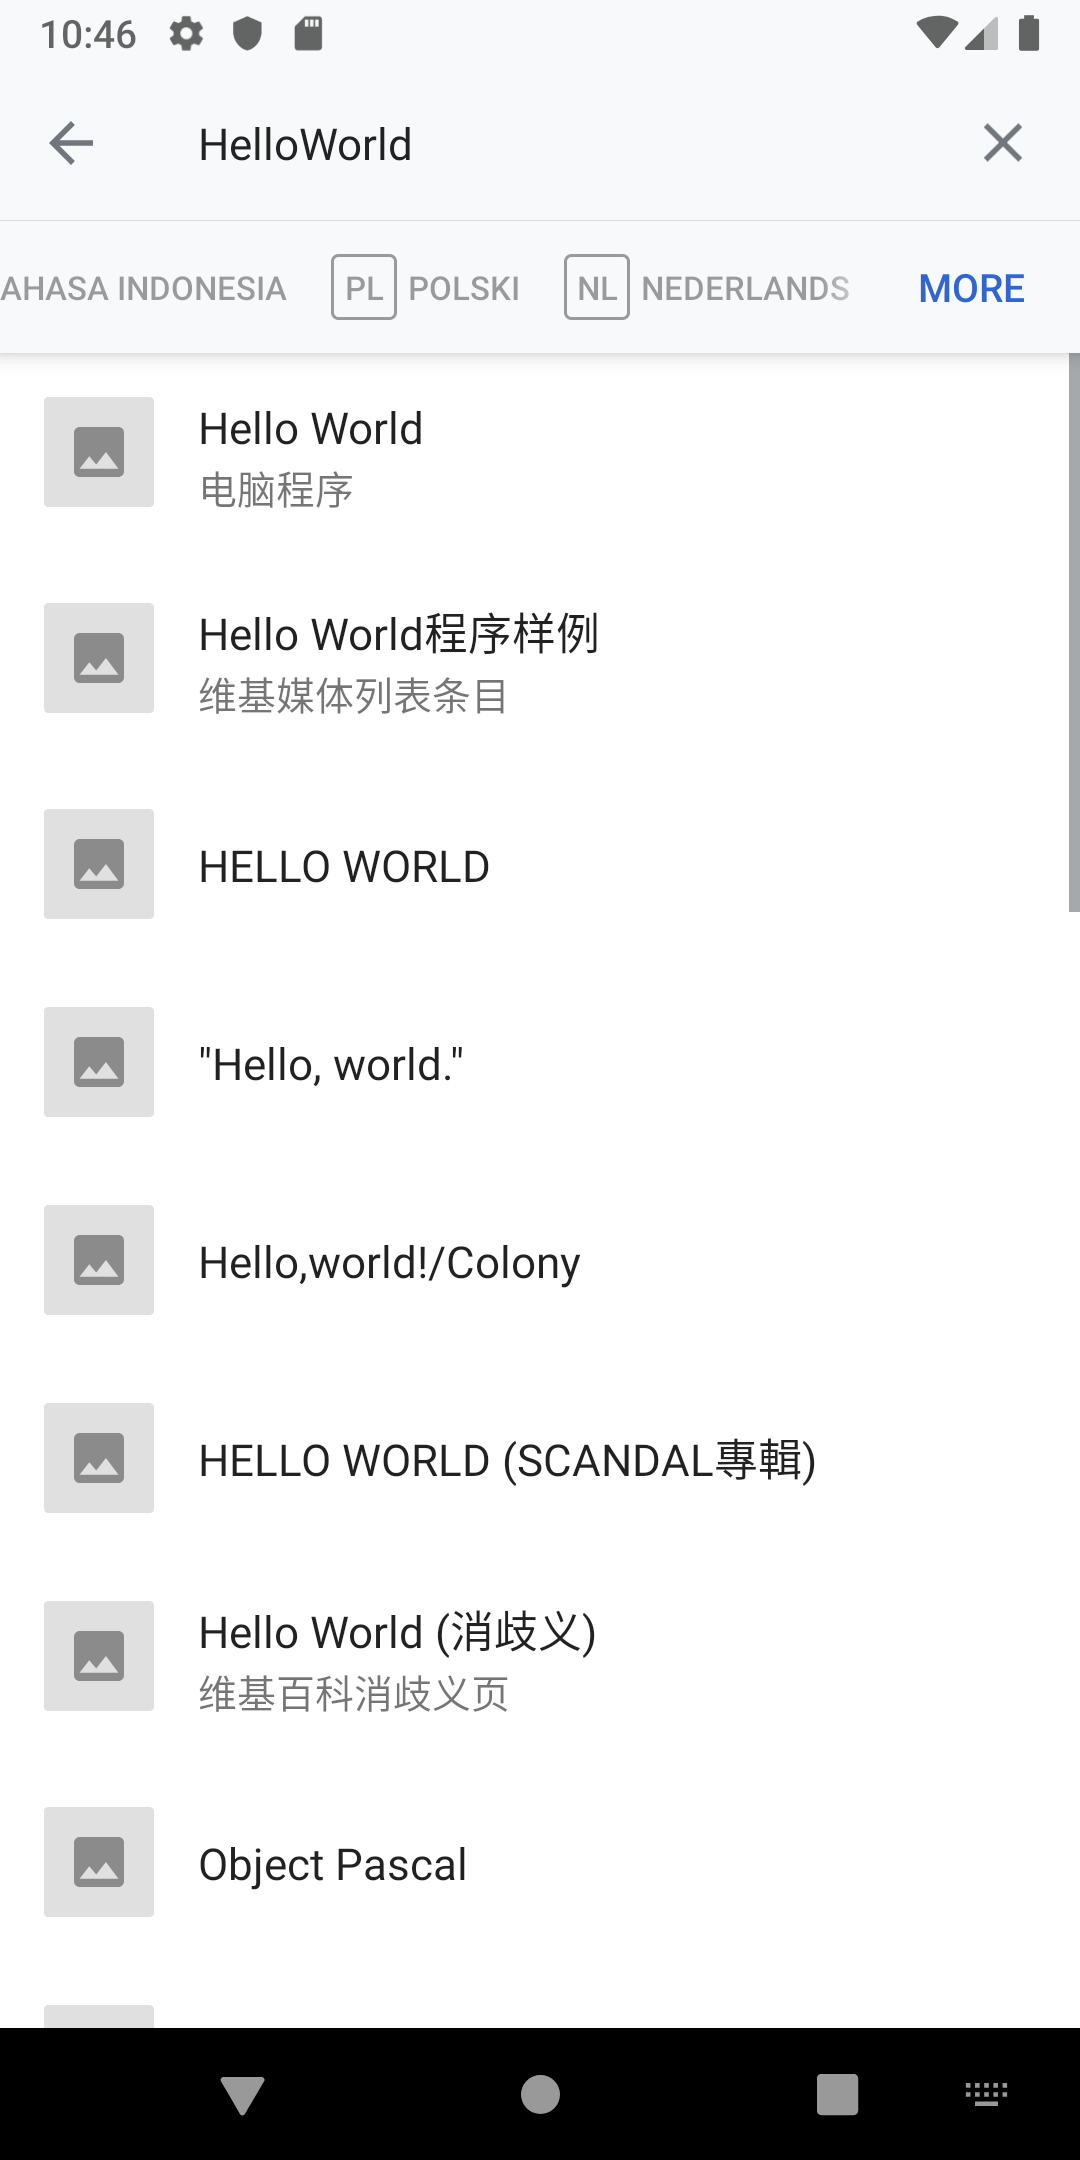 10:46
HelloWorld
AHASA INDONESIA PL POLSKI NL NEDERLANDS MORE
Hello World
电脑程序
Hello World程序样例
维基媒体列表条目
HELLO WORLD
"Hello, world."
Hello,world!/Colony
HELLO WORLD (SCANDAL專輯)
Hello World (消歧义)
维基百科消歧义页
Object Pascal